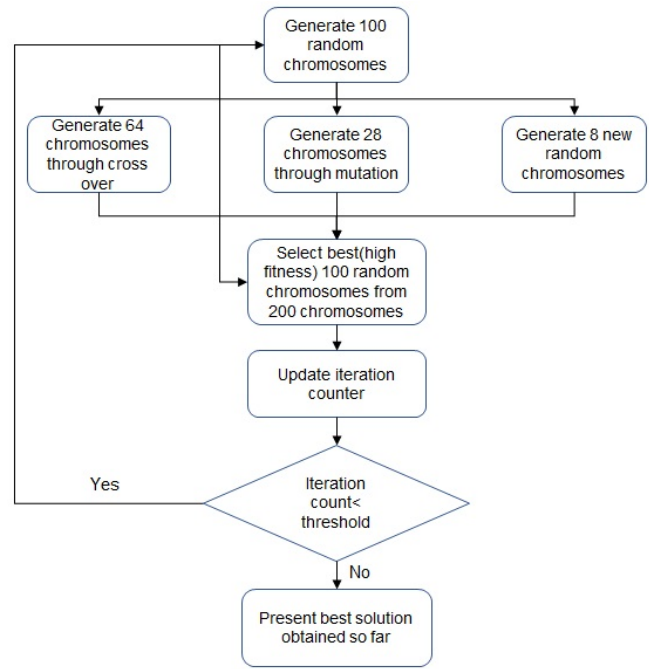 Generate 100
random
chromosomes
Generate 64
chromosomes
through cross
over
Generate 28
chromosomes
through mutation
Generate 8 new
random
chromosomes
Select best(high
fitness) 100 random
chromosomes from
200 chromosomes
Update iteration
counter
Yes
Iteration
count<
threshold
No
Present best solution
obtained so far